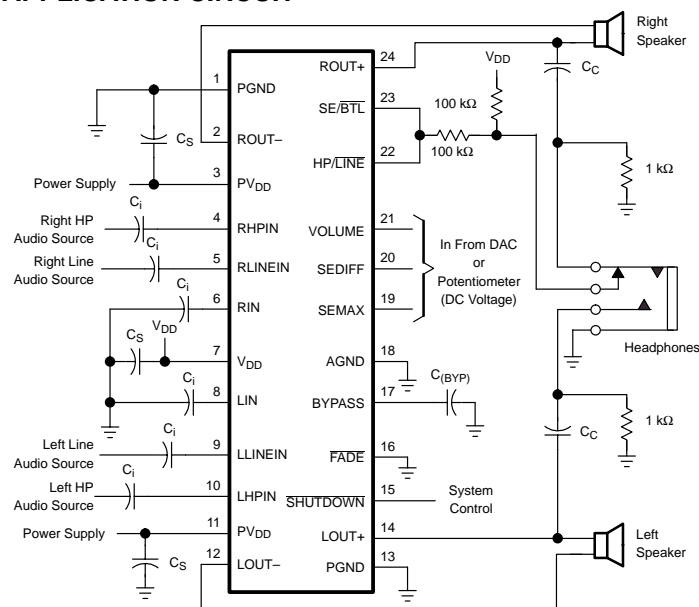 APPLICATION CIRCUIT
Right
Speaker
ROUT+
24
VDD
CC
1
PGND
SE/BTL
23
100 kΩ
CS
2
ROUT–
100 kΩ
HP/LINE
22
1 kΩ
Power Supply
3
PVDD
Ci
Right HP
Audio Source
4
RHPIN
VOLUME
21
Ci
In From DAC
or
Potentiometer
(DC Voltage)
Right Line
Audio Source
5
RLINEIN
SEDIFF
20
Ci
6
RIN
SEMAX
19
VDD
CS
Headphones
7
VDD
AGND
18
C(BYP)
Ci
8
LIN
BYPASS
17
CC
1 kΩ
Left Line
Audio Source
Ci
9
LLINEIN
FADE
16
Left HP
Audio Source
Ci
10
LHPIN
SHUTDOWN
15
System
Control
Power Supply
11
PVDD
LOUT+
14
Left
Speaker
CS
12
LOUT–
PGND
13